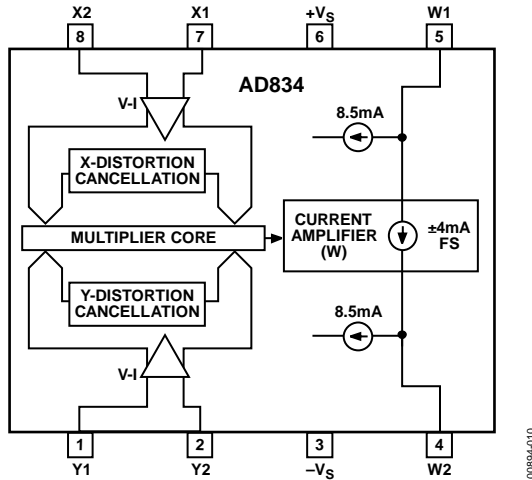 X2 X1 +VS W1
8 7 6 5
AD834
V-I
8.5mA
X-DISTORTION
CANCELLATION
MULTIPLIER CORE
CURRENT
AMPLIFIER
(W)
±4mA
FS
Y-DISTORTION
CANCELLATION
8.5mA
V-I
1 2 3 4
Y1 Y2 –VS W2
00894-010